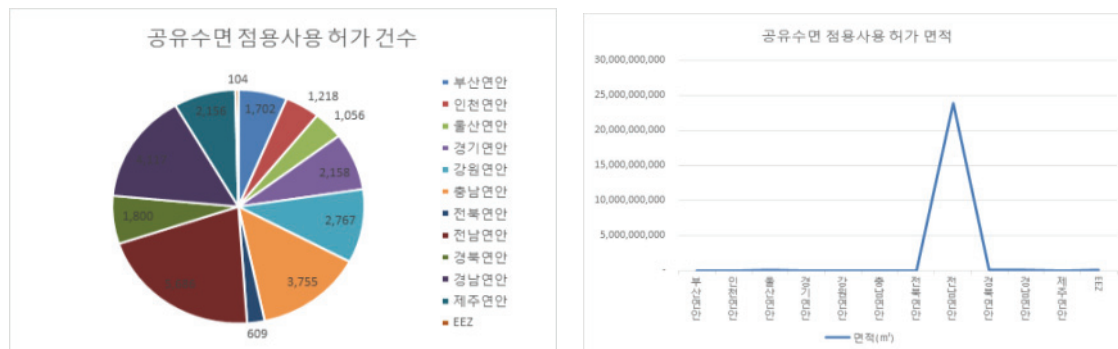 공유수면 점용사용 허가 건수
104
1,702
1,218
1,056
2,158
2,767
3,755
609
1,800
2,156
부산연안
인천연안
울산연안
경기연안
강원연안
충남연안
전북연안
전남연안
경북연안
경남연안
제주연안
EEZ
공유수면 점용사용 허가 면적
30,000,000,000
25,000,000,000
20,000,000,000
15,000,000,000
10,000,000,000
5,000,000,000
-
부산연안
인천연안
울산연안
경기연안
강원연안
충남연안
전북연안
전남연안
경북연안
경남연안
제주연안
EEZ
면적(㎡)